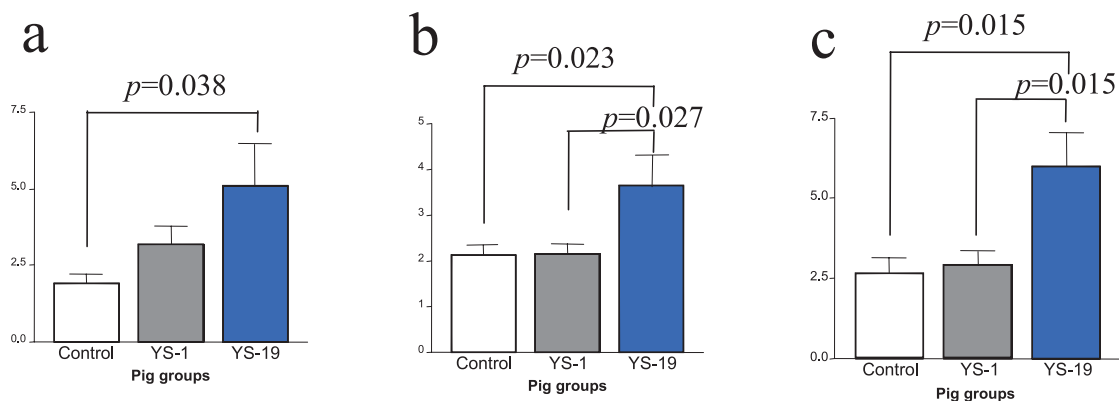 a
p=0.038
7.5
5.0
2.5
0.0
Control YS-1 YS-19
Pig groups
b
p=0.023
p=0.027
5
4
3
2
1
0
Control YS-1 YS-19
Pig groups
c
p=0.015
p=0.015
7.5
5.0
2.5
0.0
Control YS-1 YS-19
Pig groups